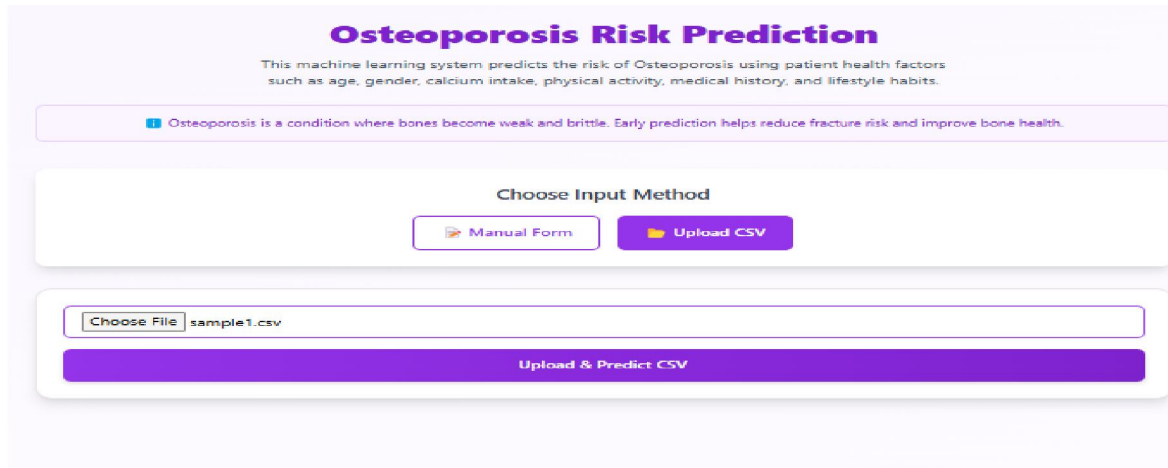 Osteoporosis Risk Prediction
This machine learning system predicts the risk of Osteoporosis using patient health factors
such as age, gender, calcium intake, physical activity, medical history, and lifestyle habits.
Osteoporosis is a condition where bones become weak and brittle. Early prediction helps reduce fracture risk and improve bone health.
Choose Input Method
Manual Form Upload CSV
Choose File sample1.csv
Upload & Predict CSV